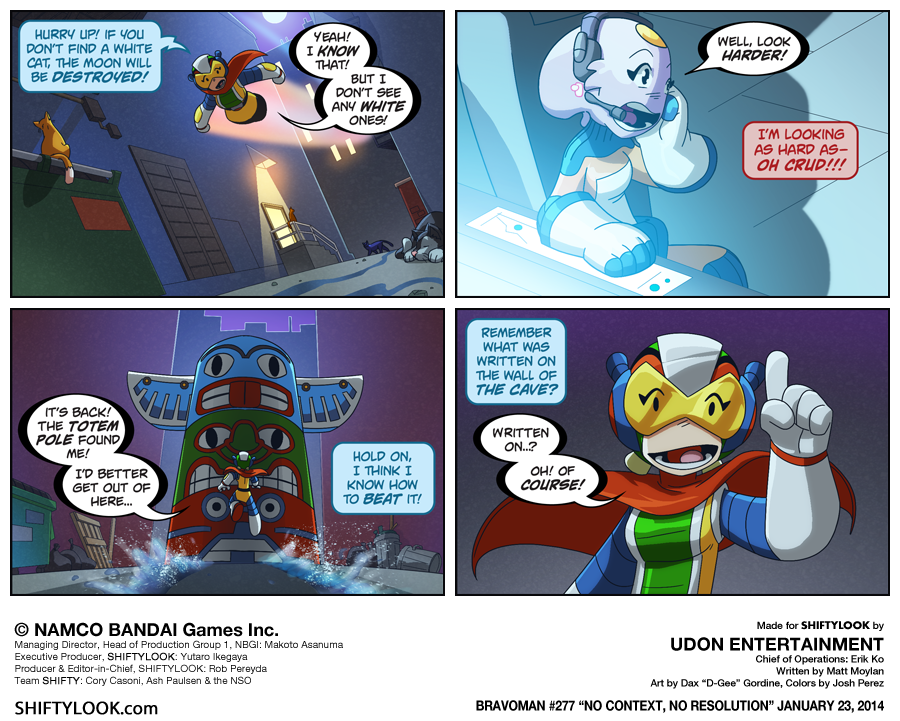 HURRY UP! IF YOU
DON'T FIND A WHITE
CAT, THE MOON WILL
BE DESTROYED!
YEAH!
I KNOW
THAT!
BUT I
DON'T SEE
ANY WHITE
ONES!
WELL, LOOK
HARDER!
I'M LOOKING
AS HARD AS–
OH CRUD!!!
IT'S BACK!
THE TOTEM
POLE FOUND
ME!
I'D BETTER
GET OUT OF
HERE...
HOLD ON,
I THINK I
KNOW HOW
TO BEAT IT!
REMEMBER
WHAT WAS
WRITTEN ON
THE WALL OF
THE CAVE?
WRITTEN
ON..?
OH! OF
COURSE!
© NAMCO BANDAI Games Inc.
Managing Director, Head of Production Group 1, NBGI: Makoto Asanuma
Executive Producer, SHIFTYLOOK: Yutaro Ikegaya
Producer & Editor-in-Chief, SHIFTYLOOK: Rob Pereyda
Team SHIFTY: Cory Casoni, Ash Paulsen & the NSO
SHIFTYLOOK.com
Made for SHIFTYLOOK by
UDON ENTERTAINMENT
Chief of Operations: Erik Ko
Written by Matt Moylan
Art by Dax “D-Gee” Gordine, Colors by Josh Perez
BRAVOMAN #277 “NO CONTEXT, NO RESOLUTION” JANUARY 23, 2014